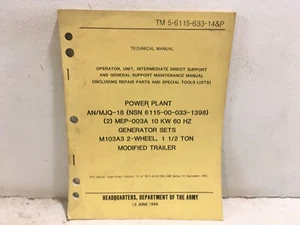 TM 5-6115-633-14&P
TECHNICAL MANUAL
OPERATOR, UNIT, INTERMEDIATE DIRECT SUPPORT
AND GENERAL SUPPORT MAINTENANCE MANUAL
(INCLUDING REPAIR PARTS AND SPECIAL TOOLS LISTS)
POWER PLANT
AN/MJQ-18 (NSN 6115-00-033-1398)
(2) MEP-003A 10 KW 60 HZ
GENERATOR SETS
M103A3 2-WHEEL, 1 1/2 TON
MODIFIED TRAILER
HEADQUARTERS, DEPARTMENT OF THE ARMY
JUNE